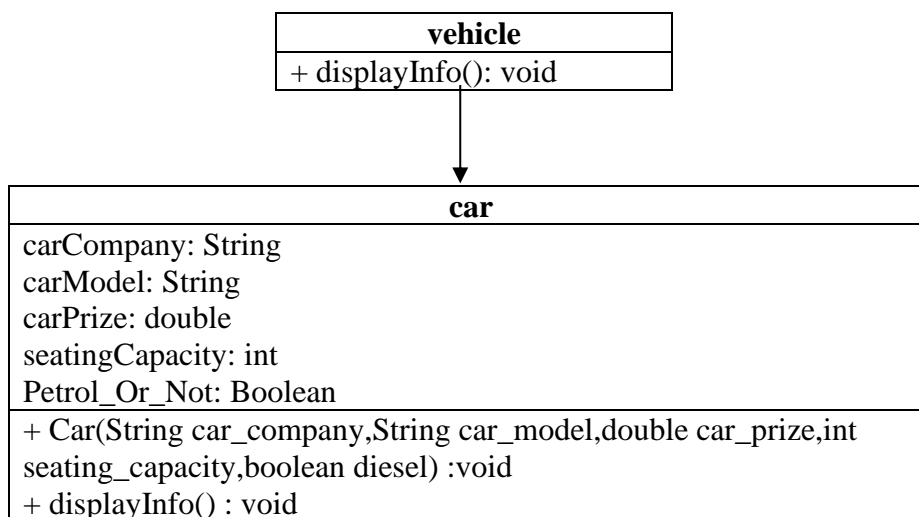 vehicle
+ displayInfo(): void
car
carCompany: String
carModel: String
carPrize: double
seatingCapacity: int
Petrol_Or_Not: Boolean
+ Car(String car_company,String car_model,double car_prize,int
seating_capacity,boolean diesel) :void
+ displayInfo() : void